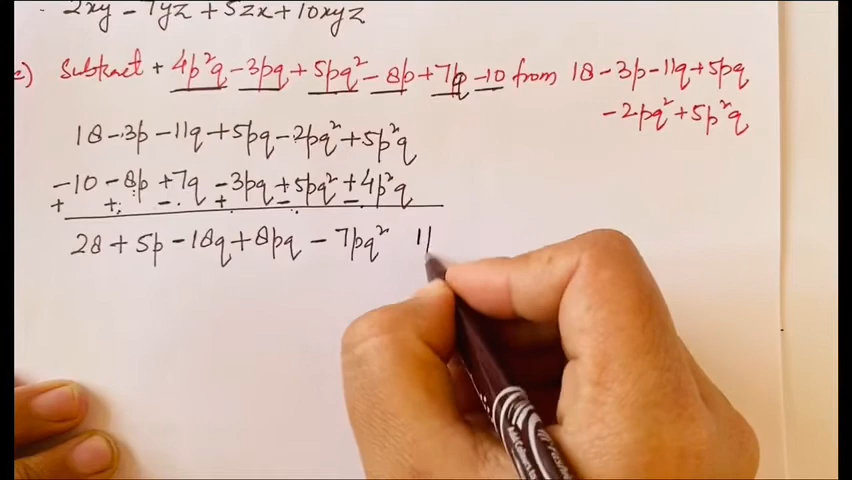 2xy - 7yz + 5zx + 10xyz
c) Subtract + 4p²q - 3pq + 5pq² - 8p + 7q - 10 from 18 - 3p - 11q + 5pq
- 2pq² + 5p²q
18 - 3p - 11q + 5pq - 2pq² + 5p²q
- 10 - 8p + 7q - 3pq + 5pq² + 4p²q
+ + - + - -
28 + 5p - 18q + 8pq - 7pq²